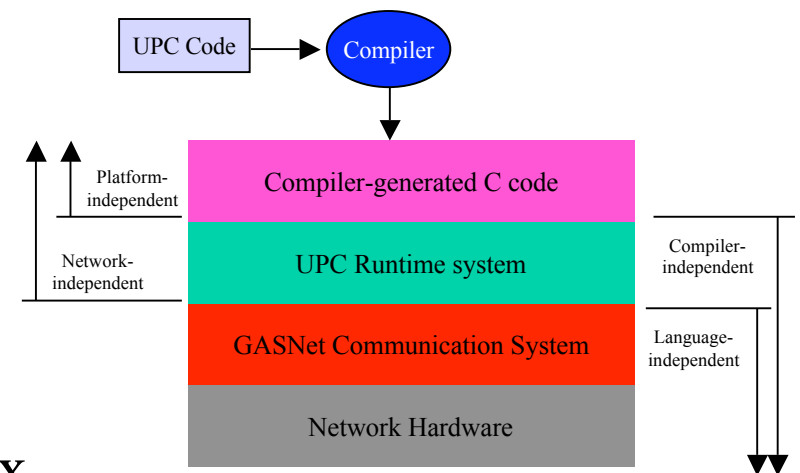 UPC Code
Compiler
Platform-
independent
Compiler-generated C code
Network-
independent
UPC Runtime system
Compiler-
independent
GASNet Communication System
Language-
independent
Network Hardware